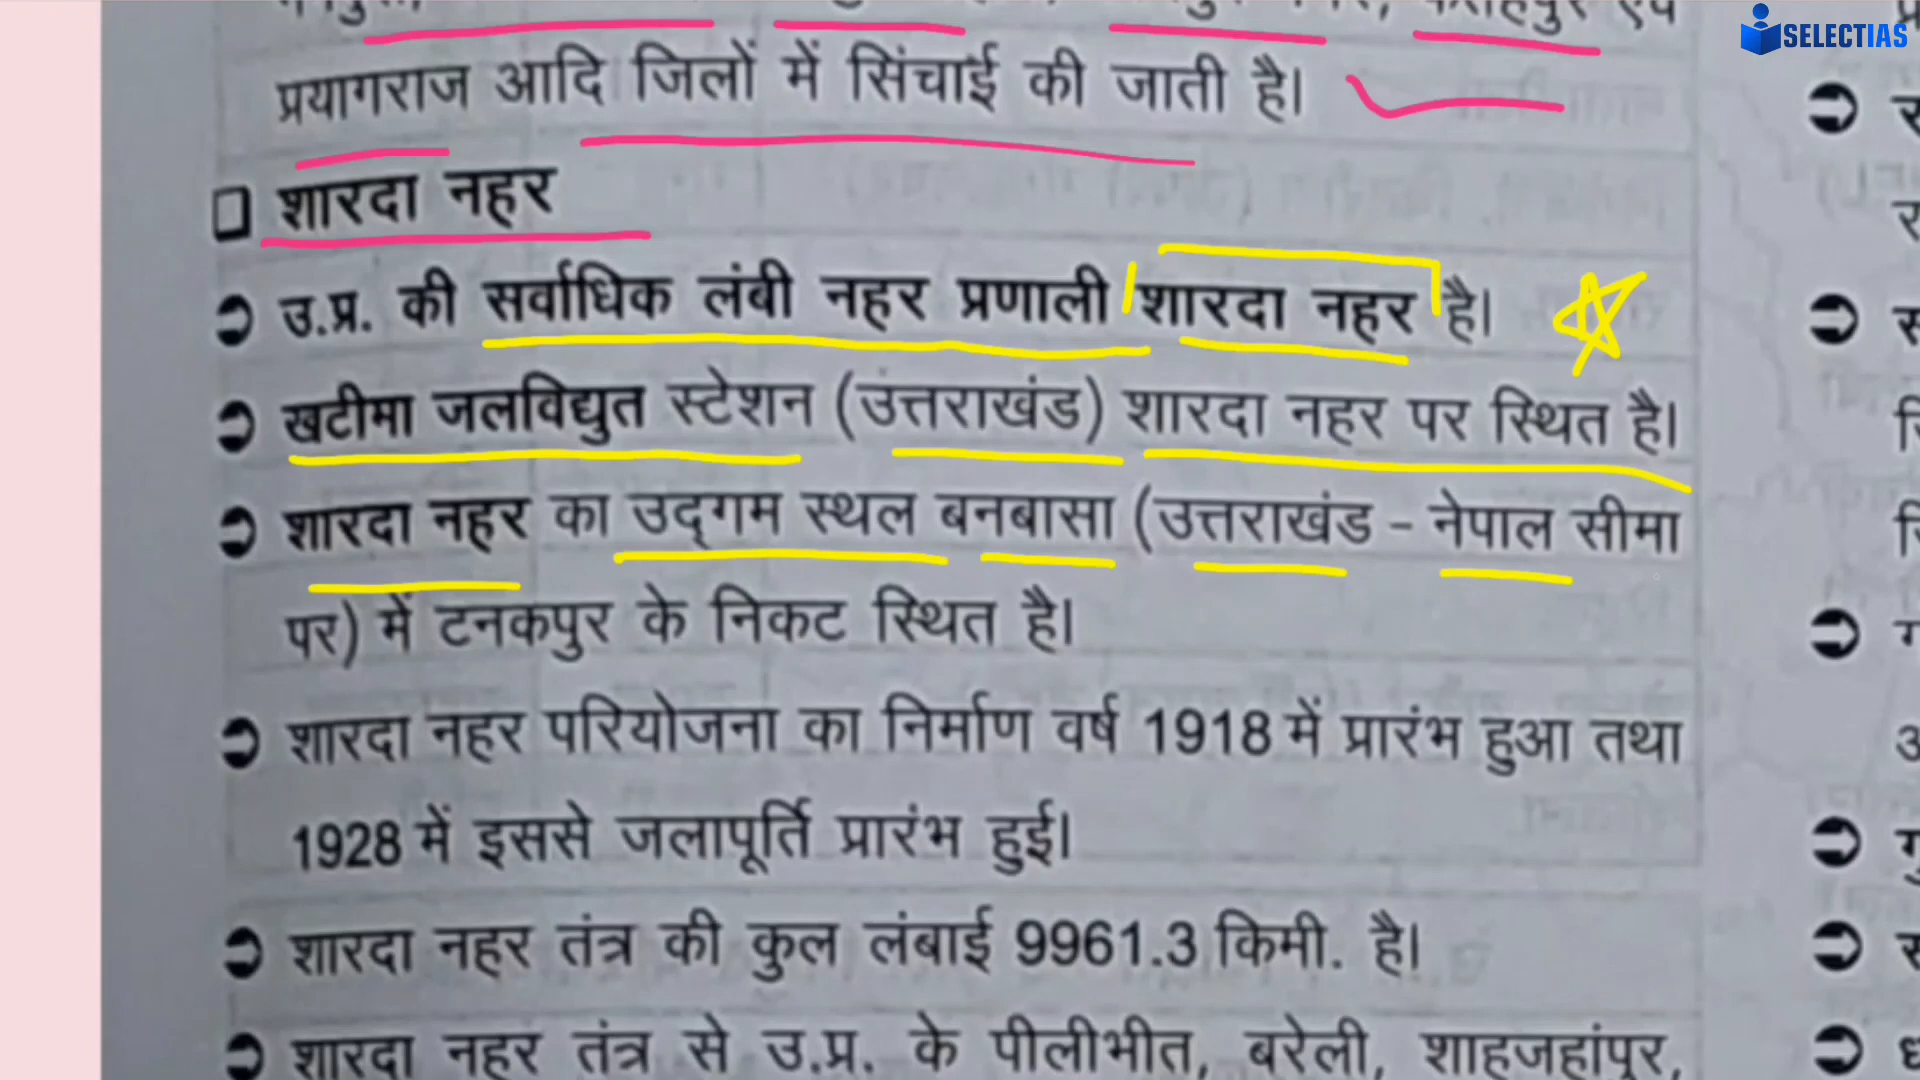 SELECTIAS
प्रयागराज आदि जिलों में सिंचाई की जाती है।
शारदा नहर
उ.प्र. की सर्वाधिक लंबी नहर प्रणाली शारदा नहर है।
खटीमा जलविद्युत स्टेशन (उत्तराखंड) शारदा नहर पर स्थित है।
शारदा नहर का उद्गम स्थल बनबासा (उत्तराखंड - नेपाल सीमा
पर) में टनकपुर के निकट स्थित है।
शारदा नहर परियोजना का निर्माण वर्ष 1918 में प्रारंभ हुआ तथा
1928 में इससे जलापूर्ति प्रारंभ हुई।
शारदा नहर तंत्र की कुल लंबाई 9961.3 किमी. है।
शारदा नहर तंत्र से उ.प्र. के पीलीभीत, बरेली, शाहजहांपुर,